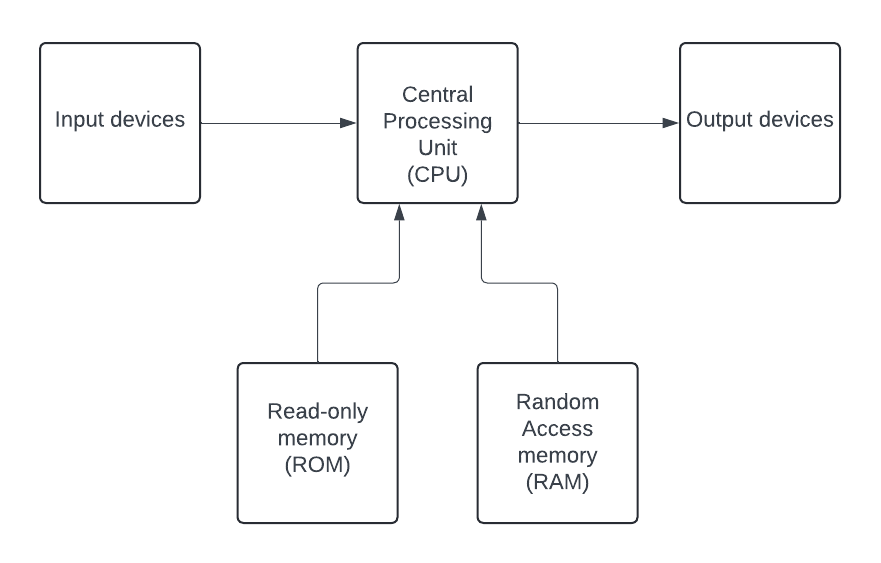 Input devices
Central
Processing
Unit
(CPU)
Output devices
Read-only
memory
(ROM)
Random
Access
memory
(RAM)